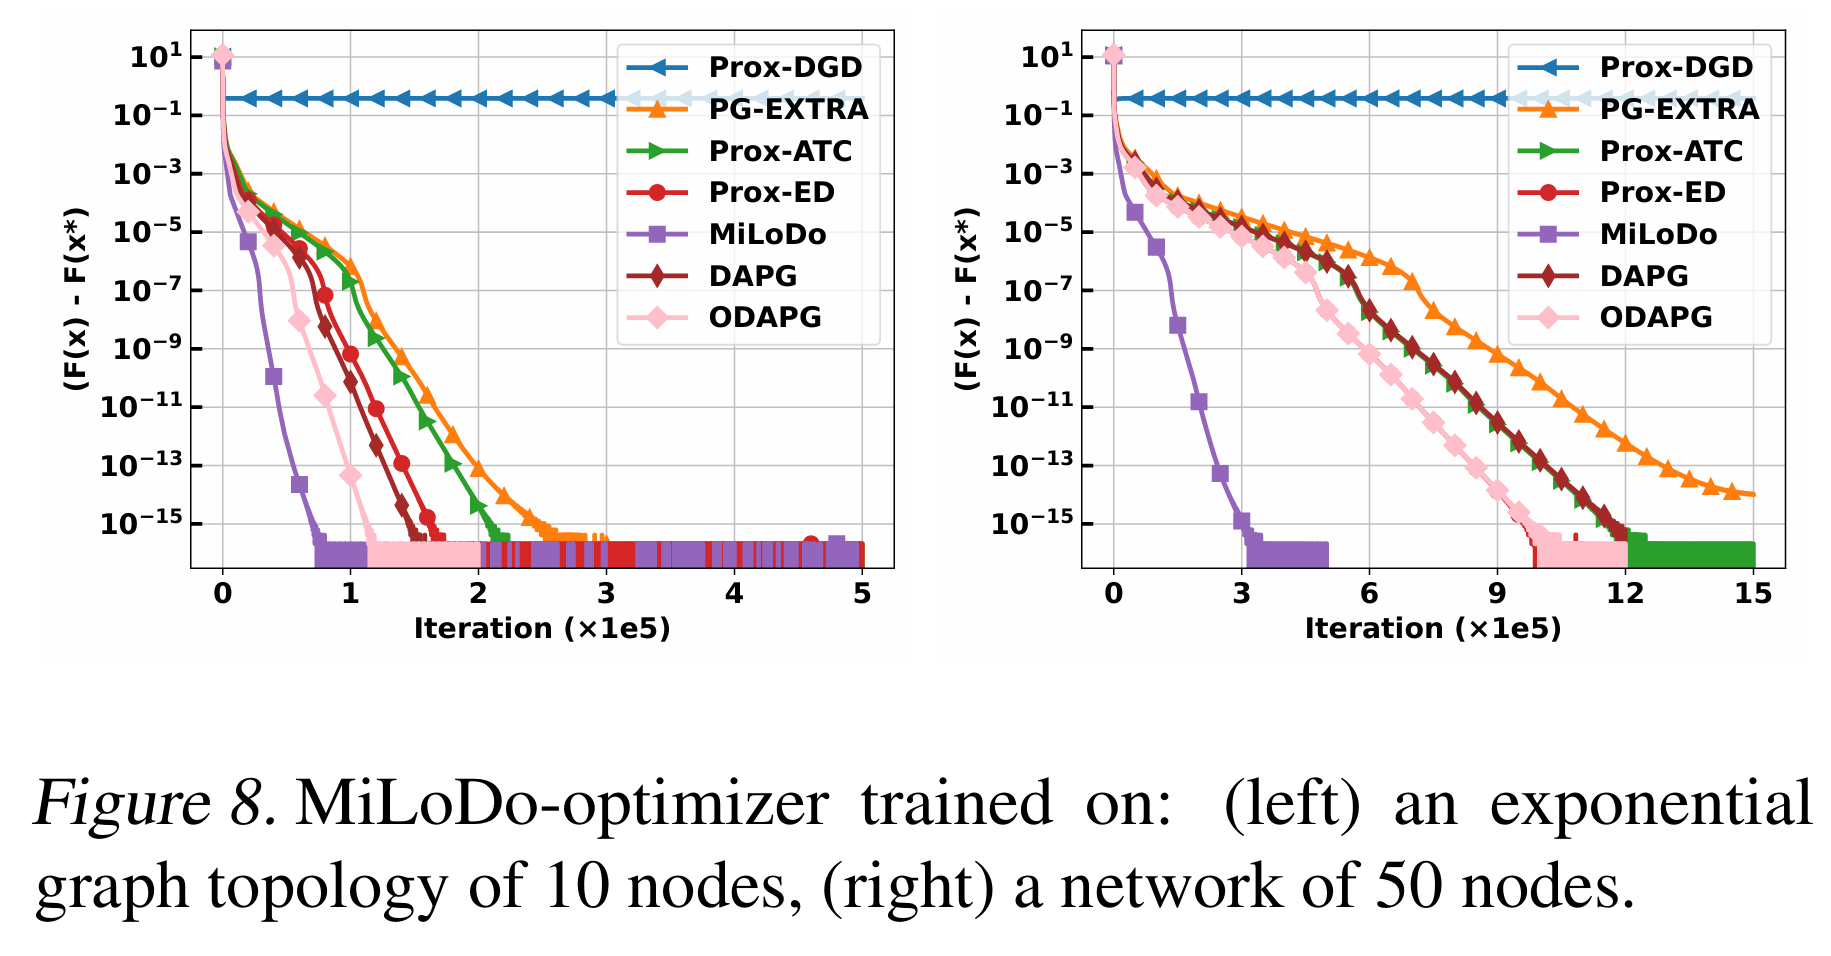 10^1
10^−1
10^−3
10^−5
10^−7
10^−9
10^−11
10^−13
10^−15
(F(x) - F(x*)
0 1 2 3 4 5
Iteration (×1e5)
Prox-DGD
PG-EXTRA
Prox-ATC
Prox-ED
MiLoDo
DAPG
ODAPG
10^1
10^−1
10^−3
10^−5
10^−7
10^−9
10^−11
10^−13
10^−15
(F(x) - F(x*)
0 3 6 9 12 15
Iteration (×1e5)
Prox-DGD
PG-EXTRA
Prox-ATC
Prox-ED
MiLoDo
DAPG
ODAPG
Figure 8. MiLoDo-optimizer trained on: (left) an exponential
graph topology of 10 nodes, (right) a network of 50 nodes.